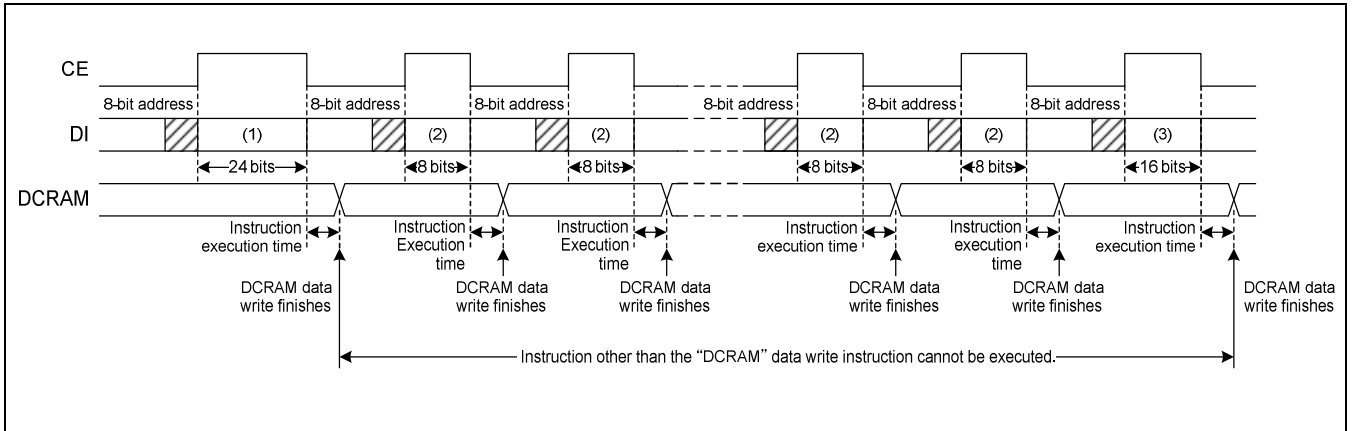 CE
8-bit address 8-bit address 8-bit address 8-bit address 8-bit address 8-bit address
DI (1) (2) (2) (2) (2) (3)
24 bits 8 bits 8 bits 8 bits 8 bits 16 bits
DCRAM
Instruction
execution time
Instruction
Execution
time
Instruction
Execution
time
Instruction
execution time
Instruction
execution
time
Instruction
execution time
DCRAM data
write finishes
DCRAM data
write finishes
DCRAM data
write finishes
DCRAM data
write finishes
DCRAM data
write finishes
DCRAM data
write finishes
Instruction other than the “DCRAM” data write instruction cannot be executed.